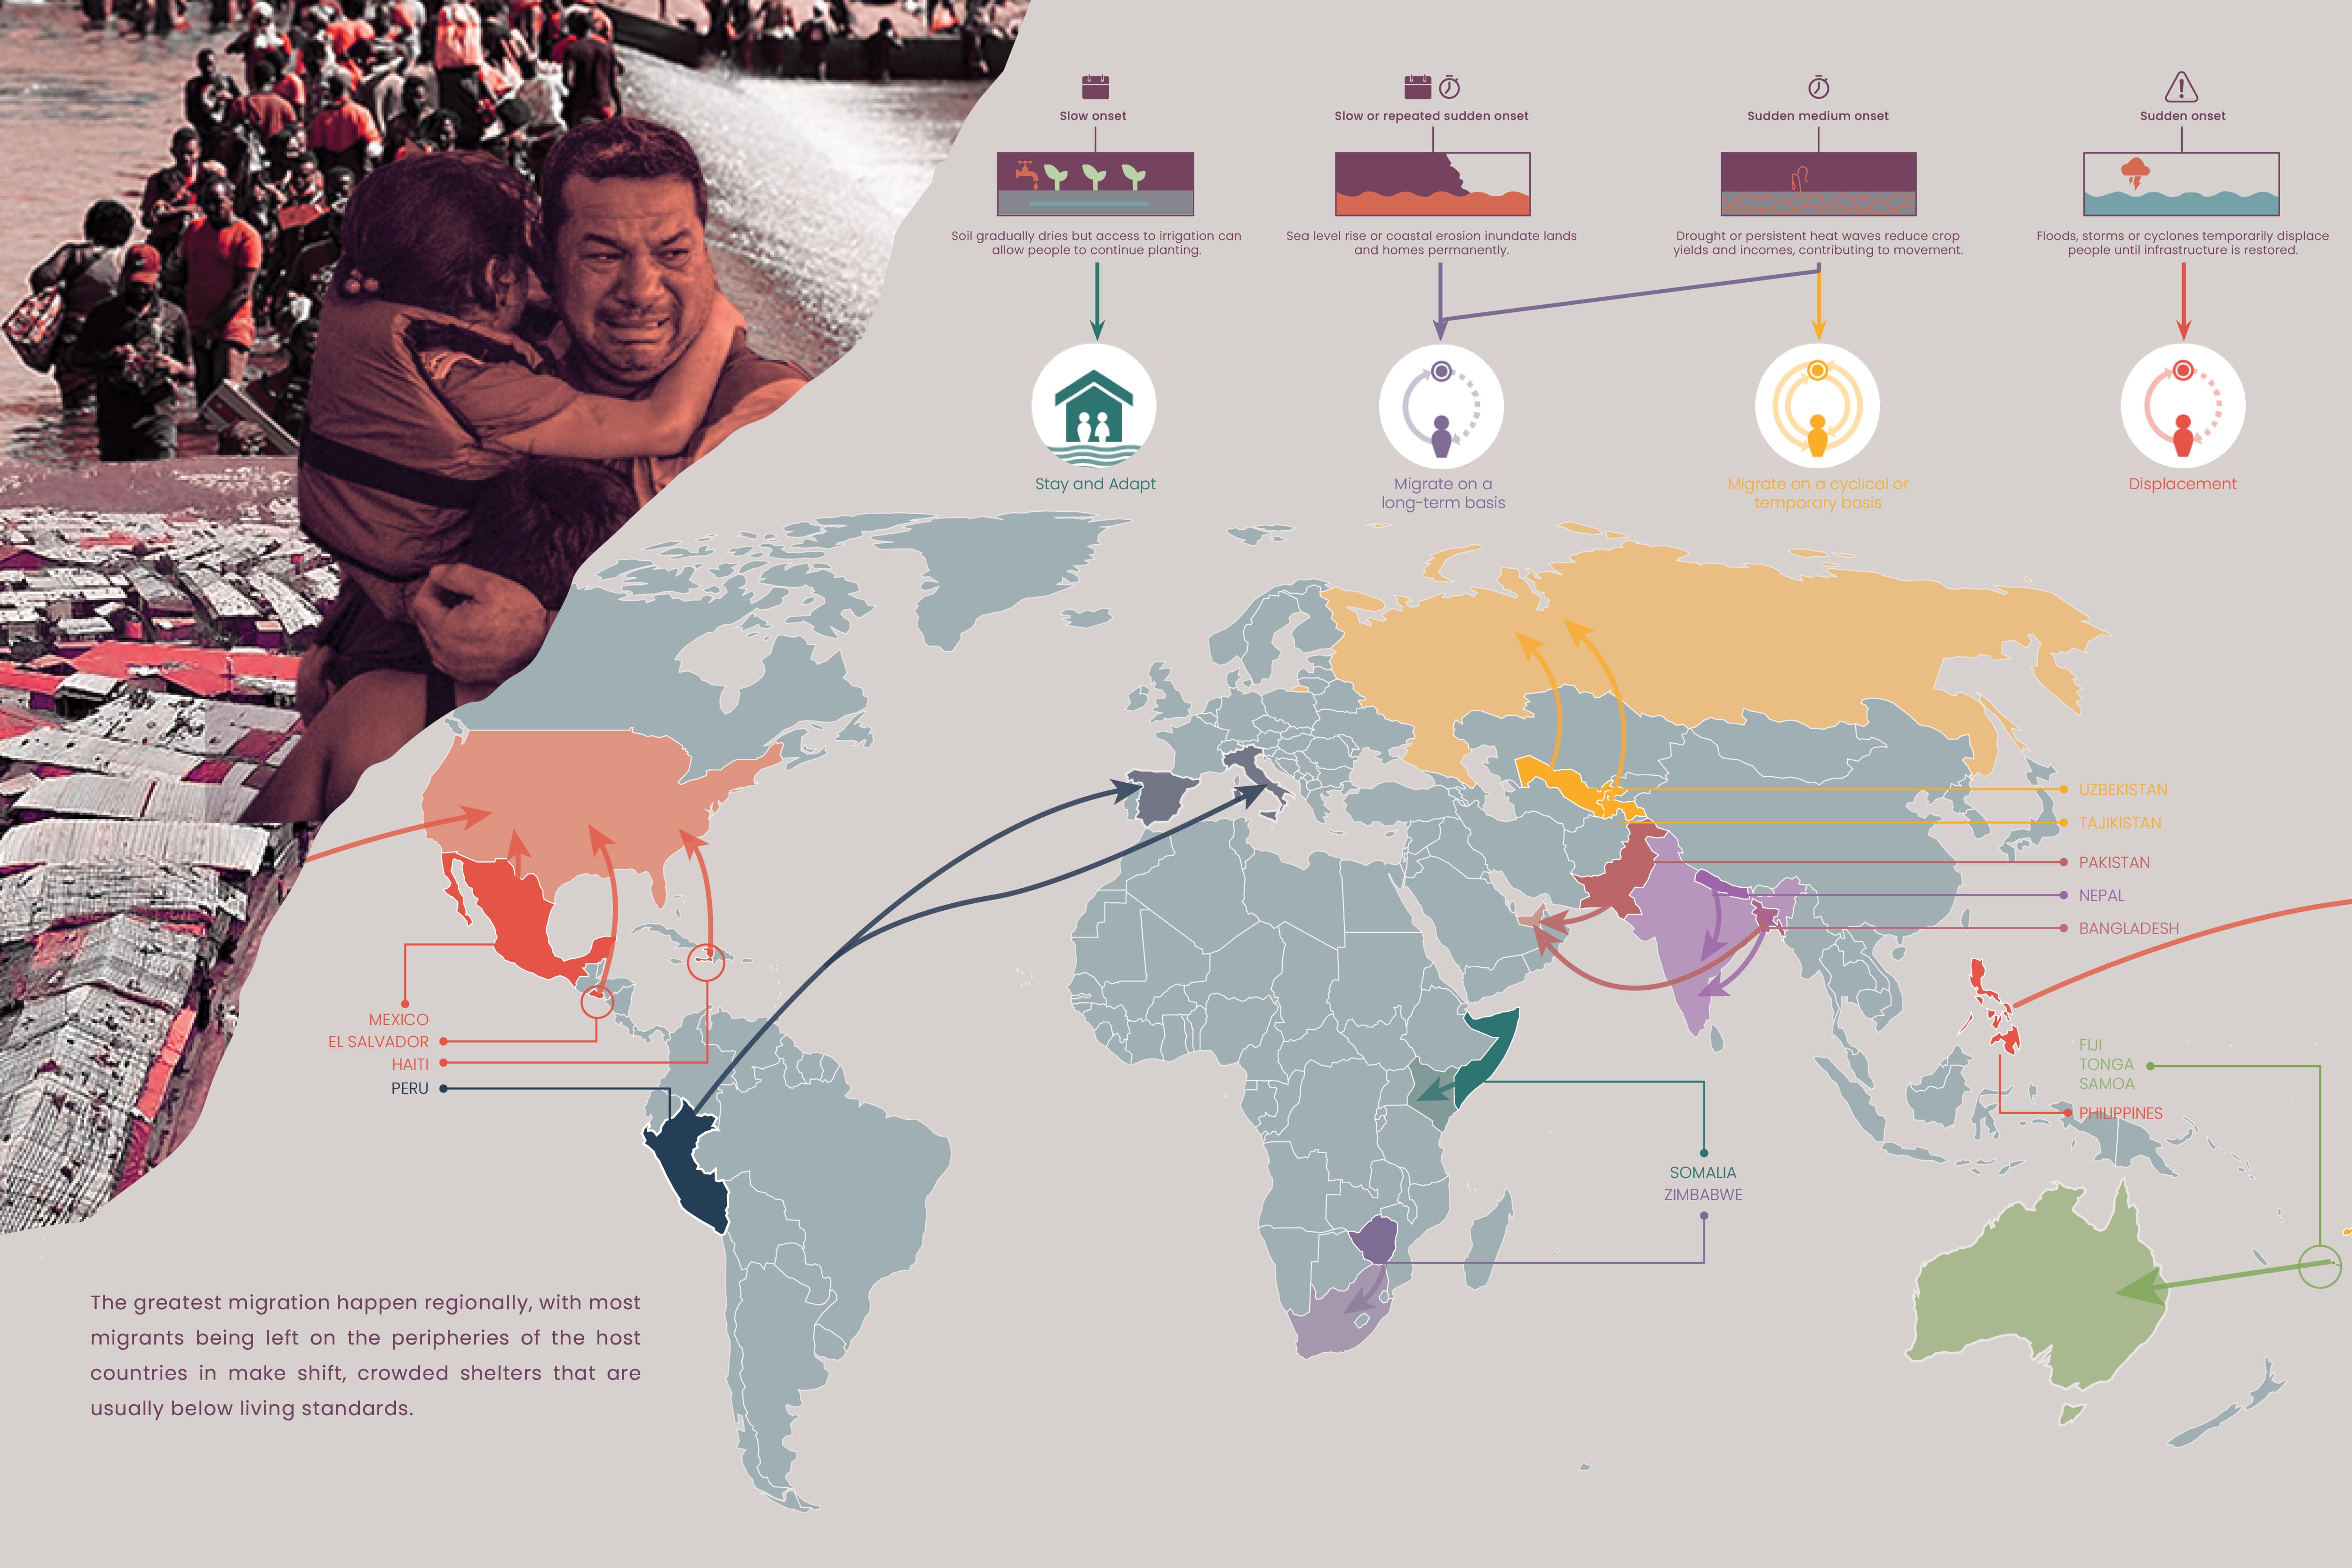 Slow onset
Soil gradually dries but access to irrigation can
allow people to continue planting.
Stay and Adapt
Slow or repeated sudden onset
Sea level rise or coastal erosion inundate lands
and homes permanently.
Migrate on a
long-term basis
Sudden medium onset
Drought or persistent heat waves reduce crop
yields and incomes, contributing to movement.
Migrate on a cyclical or
temporary basis
Sudden onset
Floods, storms or cyclones temporarily displace
people until infrastructure is restored.
Displacement
UZBEKISTAN
TAJIKISTAN
PAKISTAN
NEPAL
BANGLADESH
MEXICO
EL SALVADOR
HAITI
PERU
FIJI
TONGA
SAMOA
PHILIPPINES
SOMALIA
ZIMBABWE
The greatest migration happen regionally, with most
migrants being left on the peripheries of the host
countries in make shift, crowded shelters that are
usually below living standards.